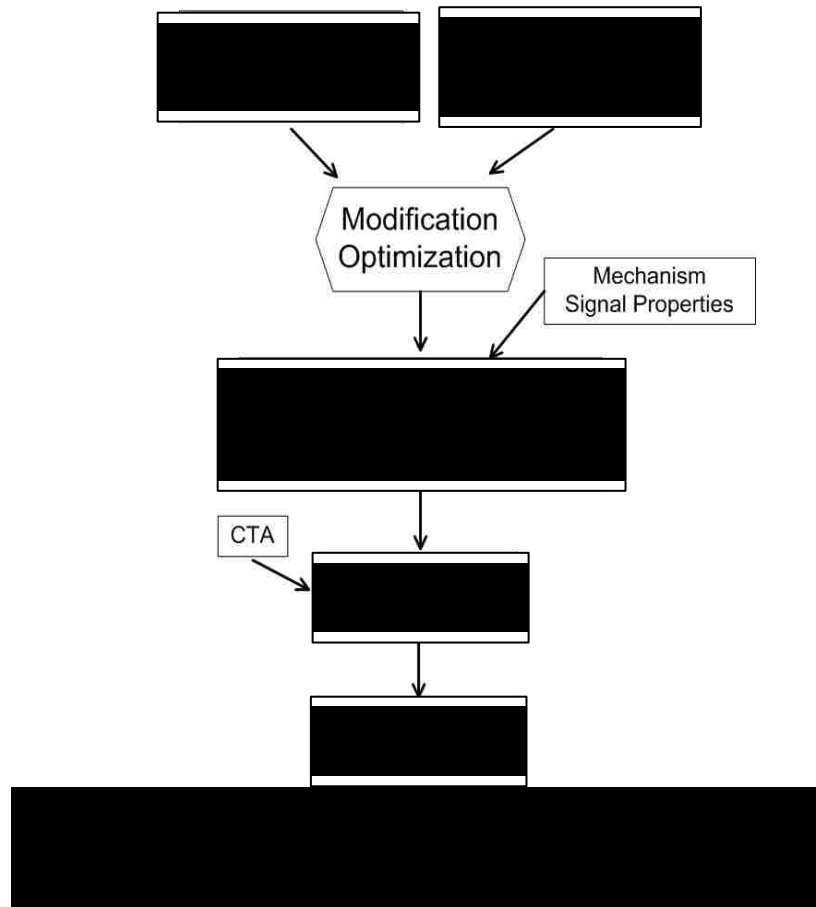 Modification
Optimization
Mechanism
Signal Properties
CTA